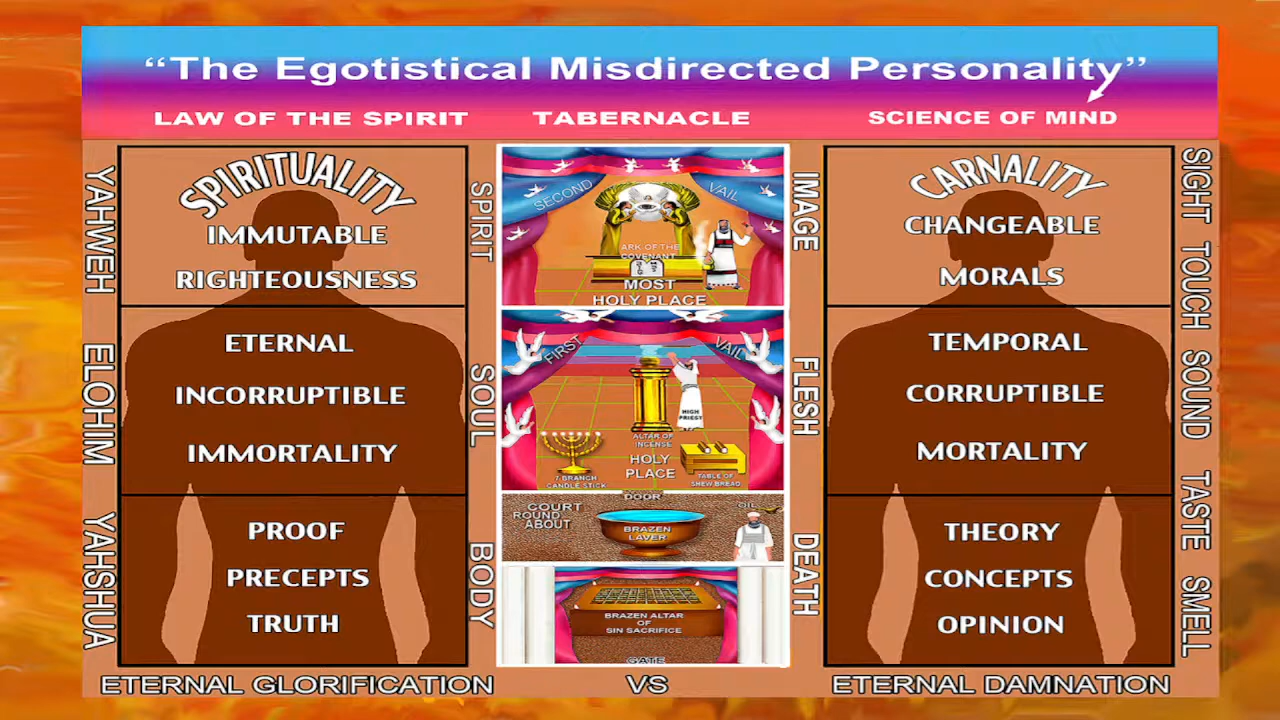 “The Egotistical Misdirected Personality”
LAW OF THE SPIRIT
TABERNACLE
SCIENCE OF MIND
YAHWEH
ELOHIM
YAHSHUA
SPIRITUALITY
IMMUTABLE
RIGHTEOUSNESS
ETERNAL
INCORRUPTIBLE
IMMORTALITY
PROOF
PRECEPTS
TRUTH
SPIRIT
SOUL
BODY
SECOND
VAIL
ARK OF THE
COVENANT
MOST
HOLY PLACE
FIRST
VAIL
HIGH
PRIEST
ALTAR OF
INCENSE
HOLY
PLACE
7 BRANCH
CANDLE STICK
TABLE OF
SHEW BREAD
DOOR
COURT
ROUND
ABOUT
OIL
BRAZEN
LAVER
BRAZEN ALTAR
OF
SIN SACRIFICE
GATE
IMAGE
FLESH
DEATH
CARNALITY
CHANGEABLE
MORALS
TEMPORAL
CORRUPTIBLE
MORTALITY
THEORY
CONCEPTS
OPINION
SIGHT
TOUCH
SOUND
TASTE
SMELL
ETERNAL GLORIFICATION
VS
ETERNAL DAMNATION